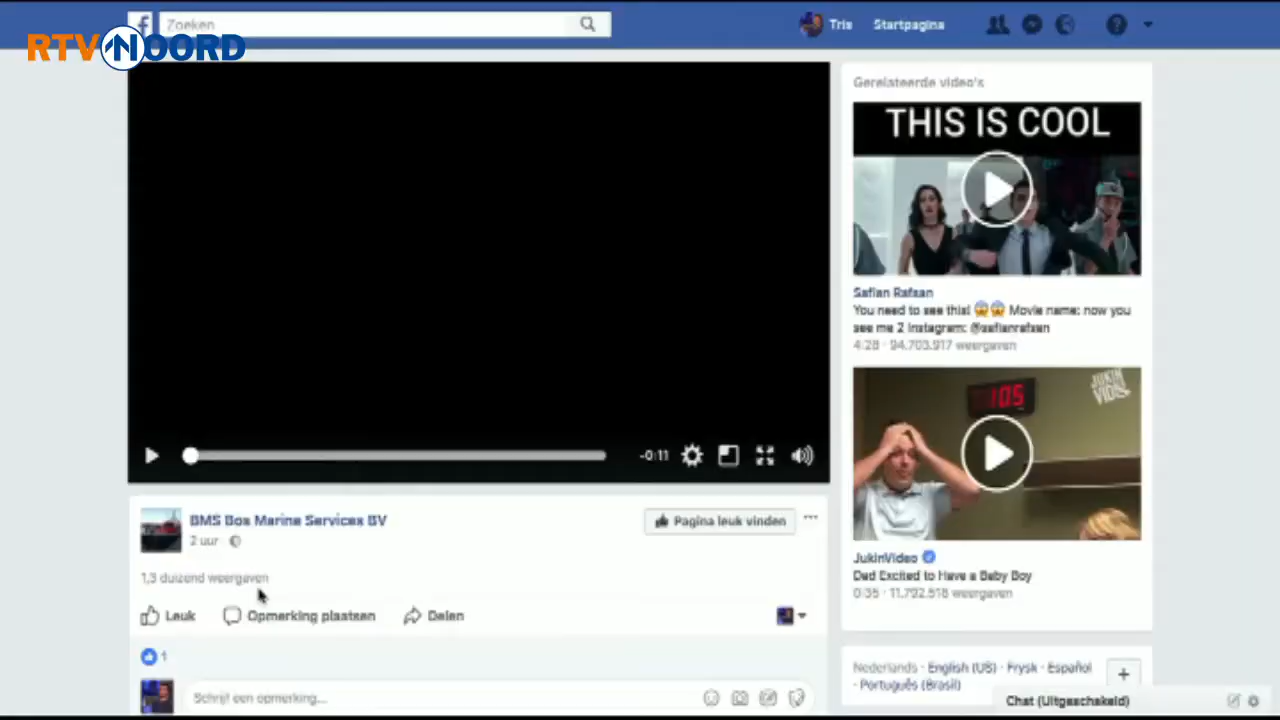 Zoeken
Tris
Startpagina
RTV NOORD
Gerelateerde video's
THIS IS COOL
Safian Rafsan
You need to see this! 😱😱 Movie name: now you
see me 2 Instagram: @safianrafsan
4:28 · 94.703.917 weergaven
-0:11
105
JUKIN
VIDEO
JukinVideo
Dad Excited to Have a Baby Boy
0:35 · 11.792.518 weergaven
BMS Bos Marine Services BV
2 uur
Pagina leuk vinden
1,3 duizend weergaven
Leuk
Opmerking plaatsen
Delen
1
Schrijf een opmerking...
Nederlands · English (US) · Frysk · Español
· Português (Brasil)
Chat (Uitgeschakeld)